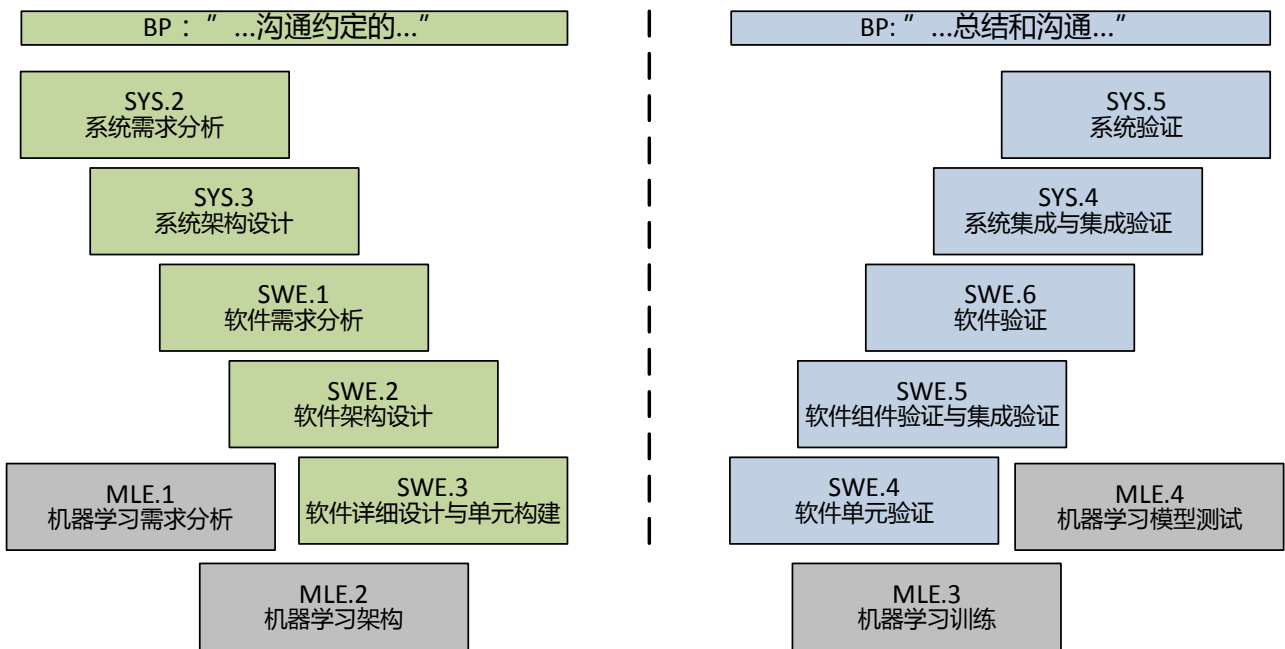 BP：＂…沟通约定的…＂
BP:＂…总结和沟通…＂
SYS.2
系统需求分析
SYS.5
系统验证
SYS.3
系统架构设计
SYS.4
系统集成与集成验证
SWE.1
软件需求分析
SWE.6
软件验证
SWE.2
软件架构设计
SWE.5
软件组件验证与集成验证
MLE.1
机器学习需求分析
SWE.3
软件详细设计与单元构建
SWE.4
软件单元验证
MLE.4
机器学习模型测试
MLE.2
机器学习架构
MLE.3
机器学习训练